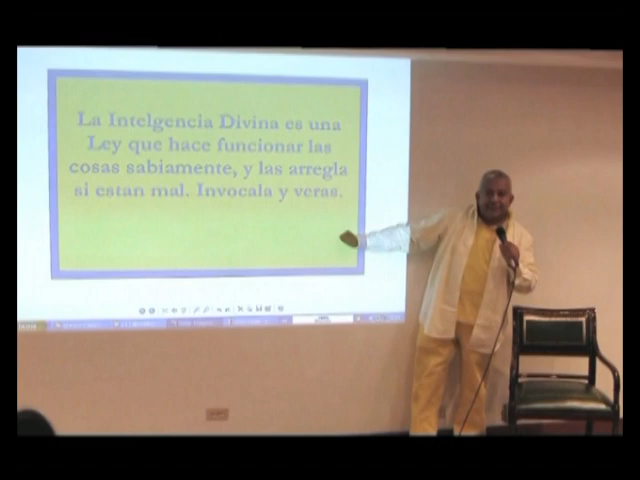 La Intelgencia Divina es una
Ley que hace funcionar las
cosas sabiamente, y las arregla
si estan mal. Invocala y veras.